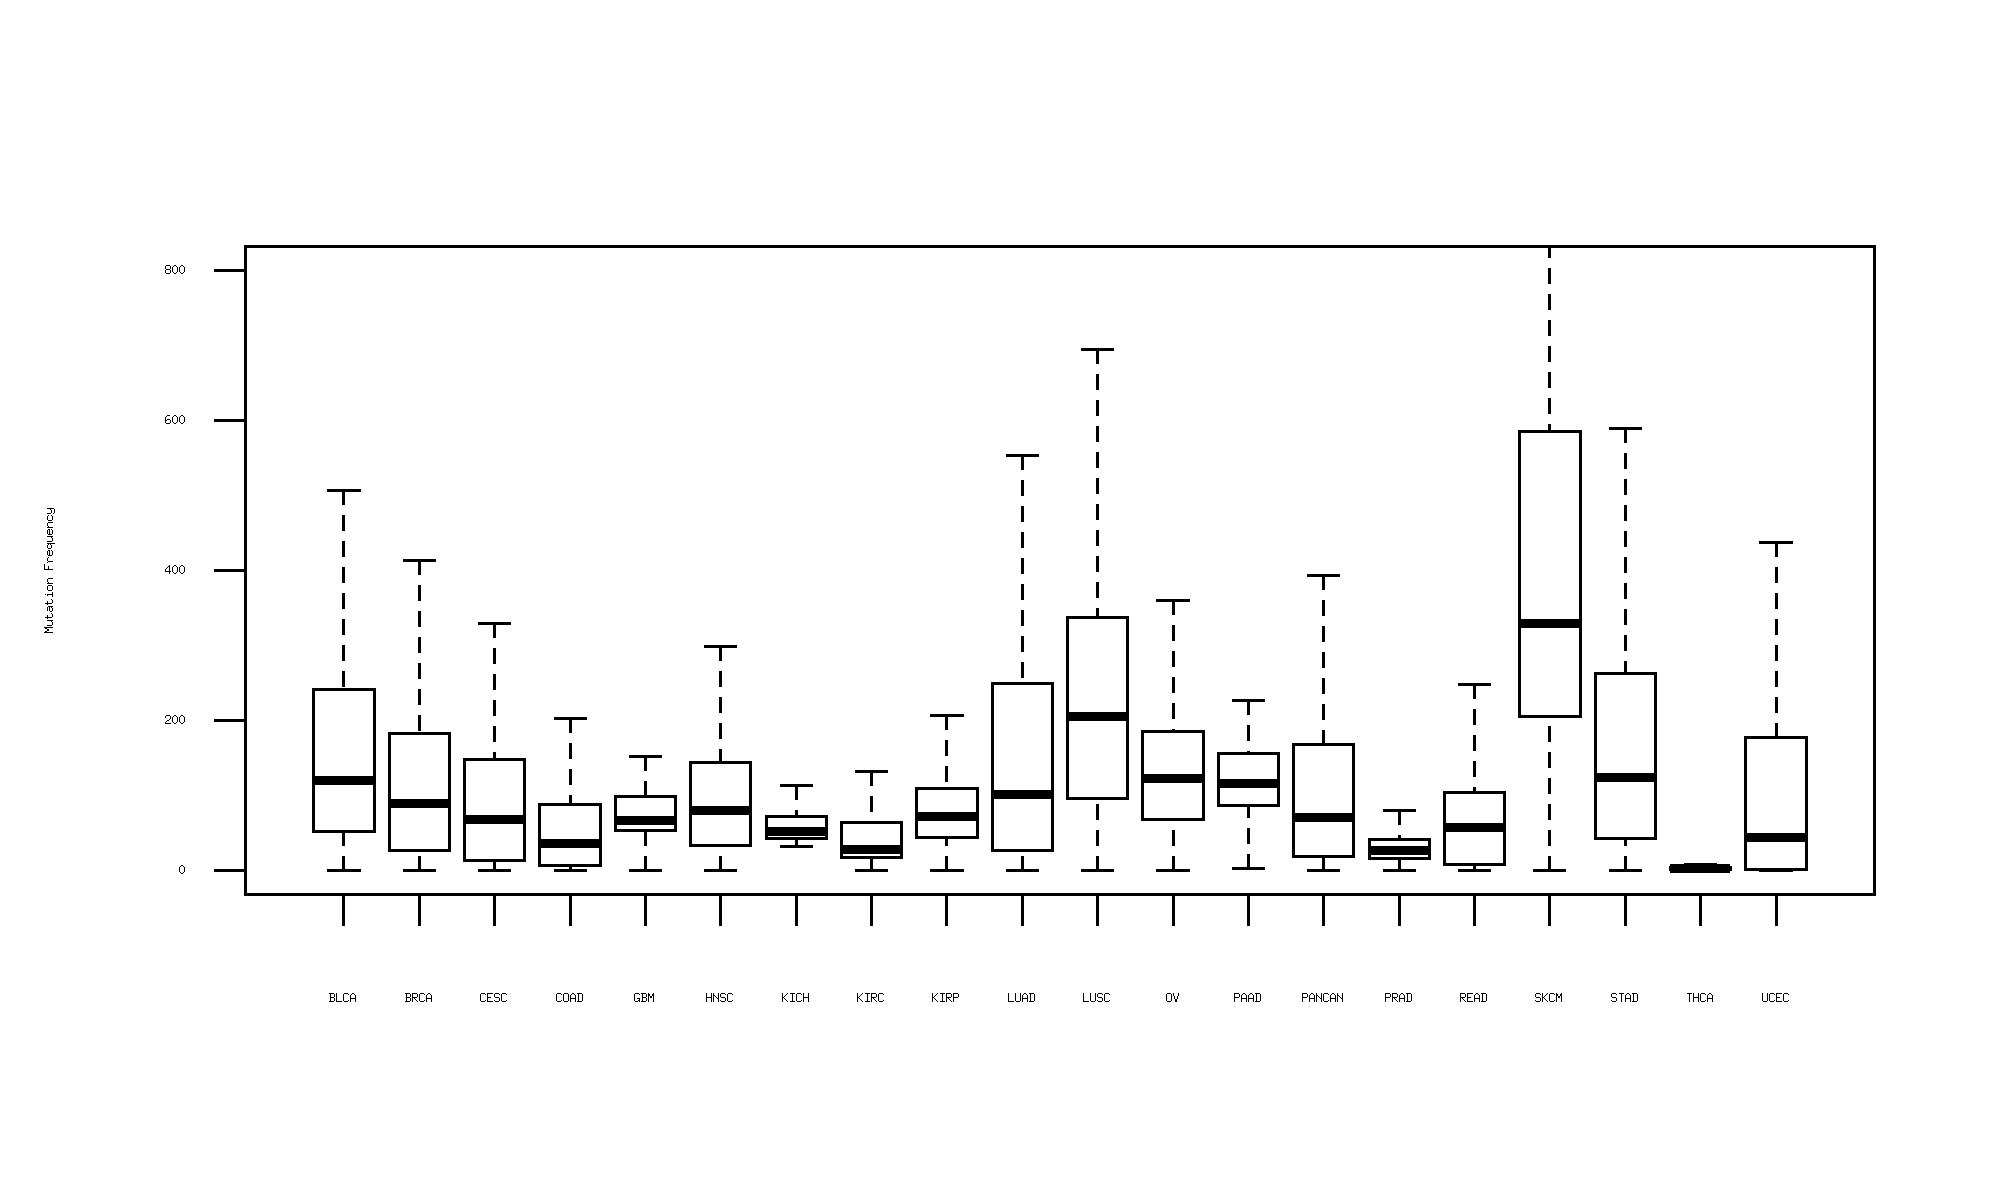 800
600
400
200
0
Mutation Frequency
BLCA BRCA CESC COAD GBM HNSC KICH KIRC KIRP LUAD LUSC OV PAAD PANCAN PRAD READ SKCM STAD THCA UCEC